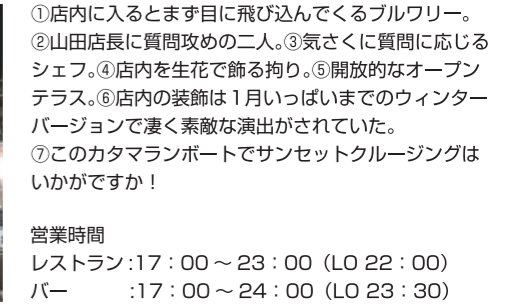 ①店内に入るとまず目に飛び込んでくるブルワリー。
②山田店長に質問攻めの二人。③気さくに質問に応じる
シェフ。④店内を生花で飾る拘り。⑤開放的なオープン
テラス。⑥店内の装飾は1月いっぱいまでのウィンター
バージョンで凄く素敵な演出がされていた。
⑦このカタマランボートでサンセットクルージングは
いかがですか！
営業時間
レストラン:17：00 〜 23：00（LO 22：00）
バー　　　:17：00 〜 24：00（LO 23：30）